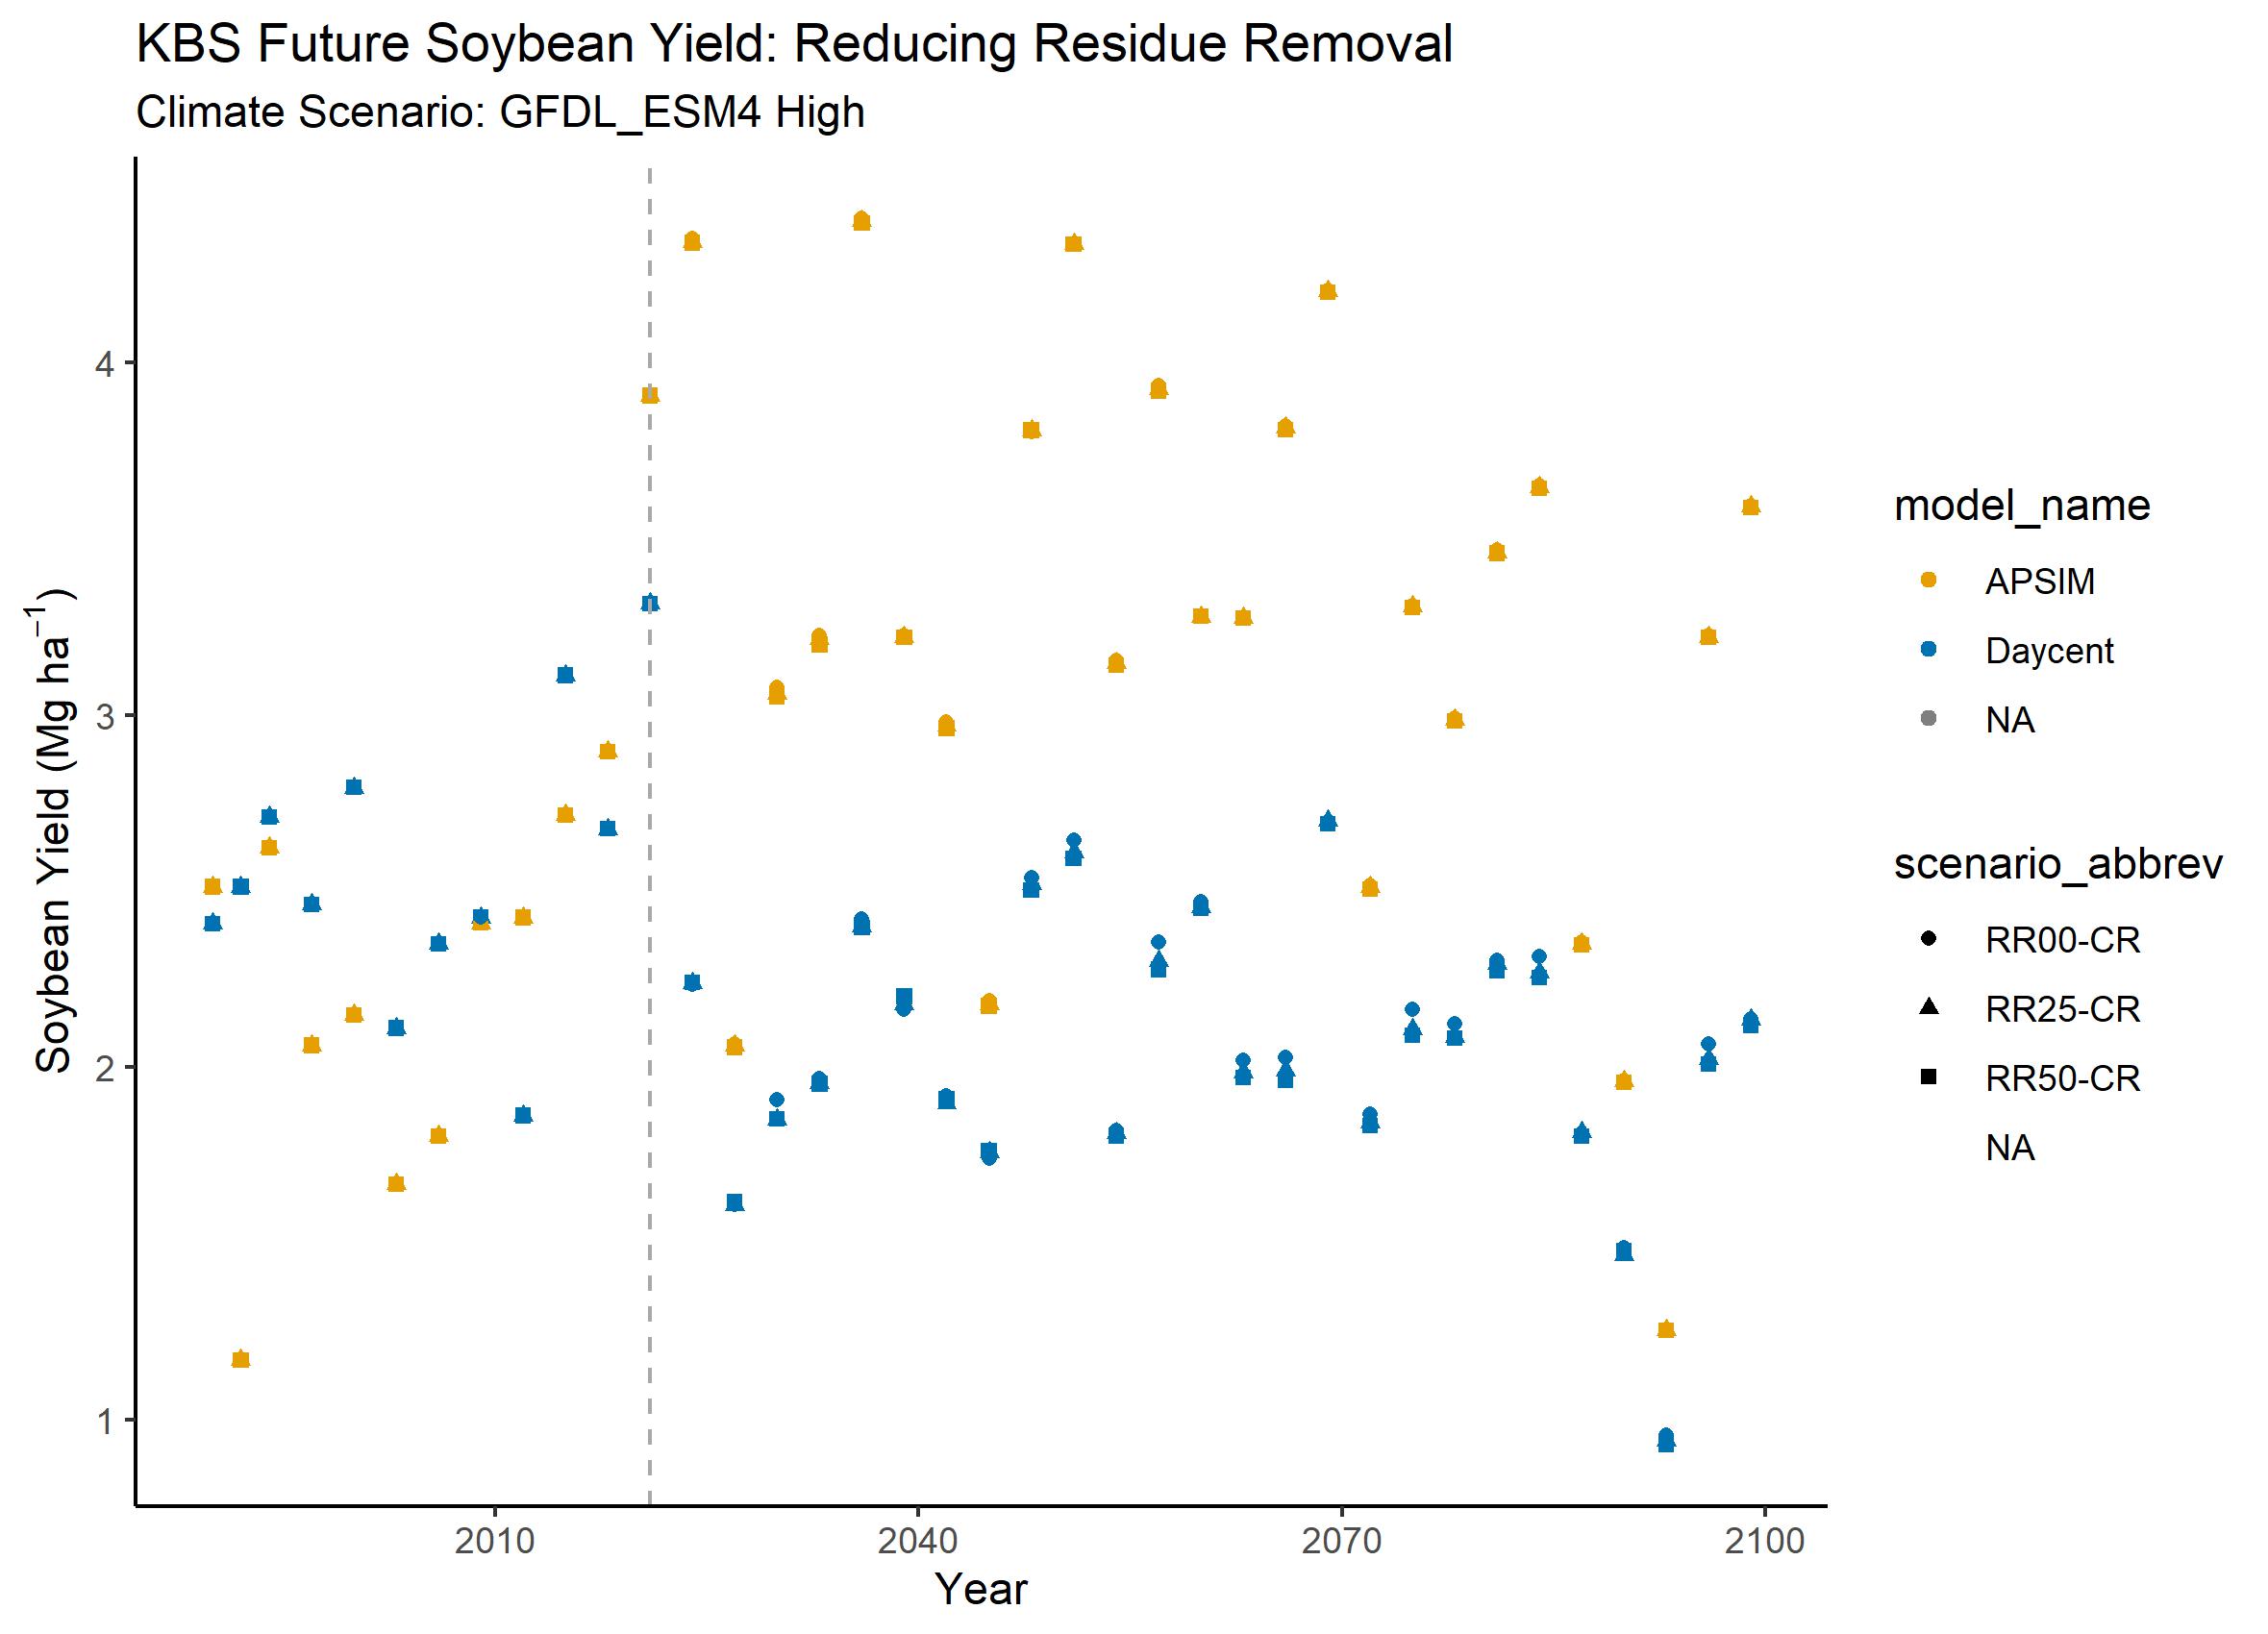 KBS Future Soybean Yield: Reducing Residue Removal
Climate Scenario: GFDL_ESM4 High
Soybean Yield (Mg ha⁻¹)
4
3
2
1
2010
2040
2070
2100
Year
model_name
APSIM
Daycent
NA
scenario_abbrev
RR00-CR
RR25-CR
RR50-CR
NA